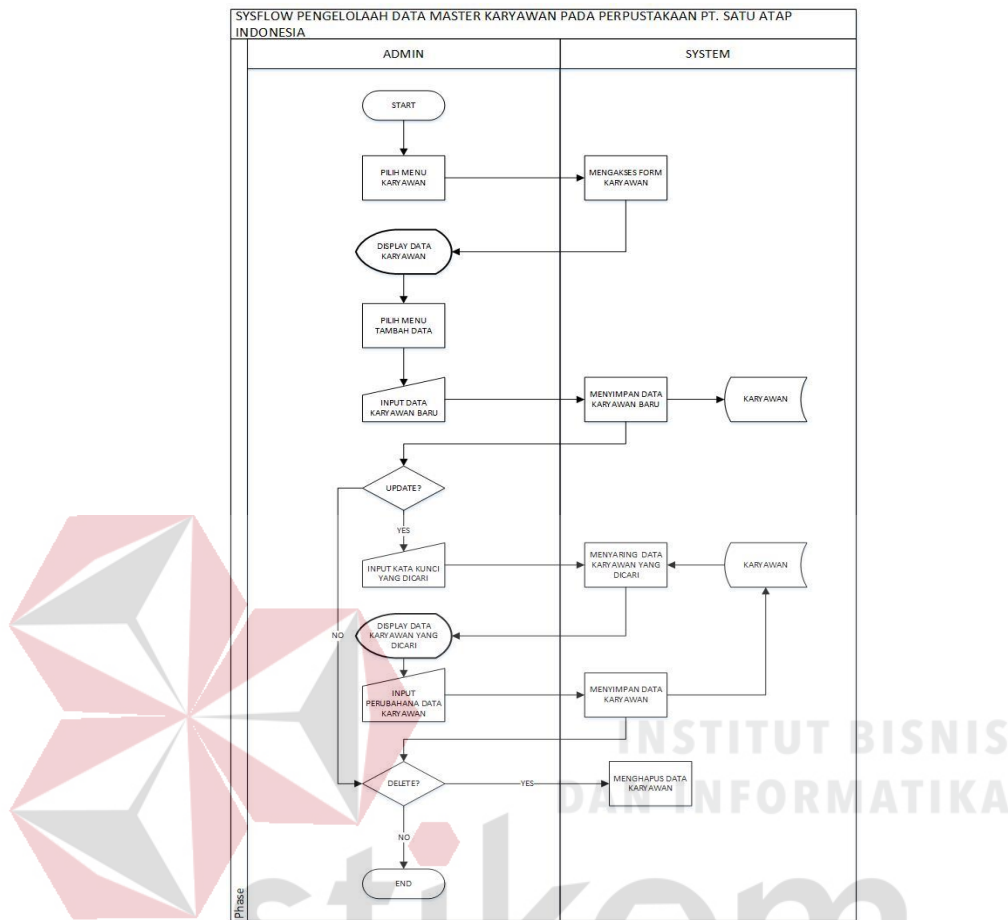 SYSFLOW PENGELOLAAH DATA MASTER KARYAWAN PADA PERPUSTAKAAN PT. SATU ATAP
INDONESIA
ADMIN
SYSTEM
START
PILIH MENU
KARYAWAN
MENGAKSES FORM
KARYAWAN
DISPLAY DATA
KARYAWAN
PILIH MENU
TAMBAH DATA
INPUT DATA
KARYAWAN BARU
MENYIMPAN DATA
KARYAWAN BARU
KARYAWAN
UPDATE?
YES
INPUT KATA KUNCI
YANG DICARI
MENYARING DATA
KARYAWAN YANG
DICARI
KARYAWAN
NO
DISPLAY DATA
KARYAWAN YANG
DICARI
INPUT
PERUBAHANA DATA
KARYAWAN
MENYIMPAN DATA
KARYAWAN
INSTITUT BISNIS
DAN INFORMATIKA
DELETE?
YES
MENGHAPUS DATA
KARYAWAN
NO
END
stikom
Phase